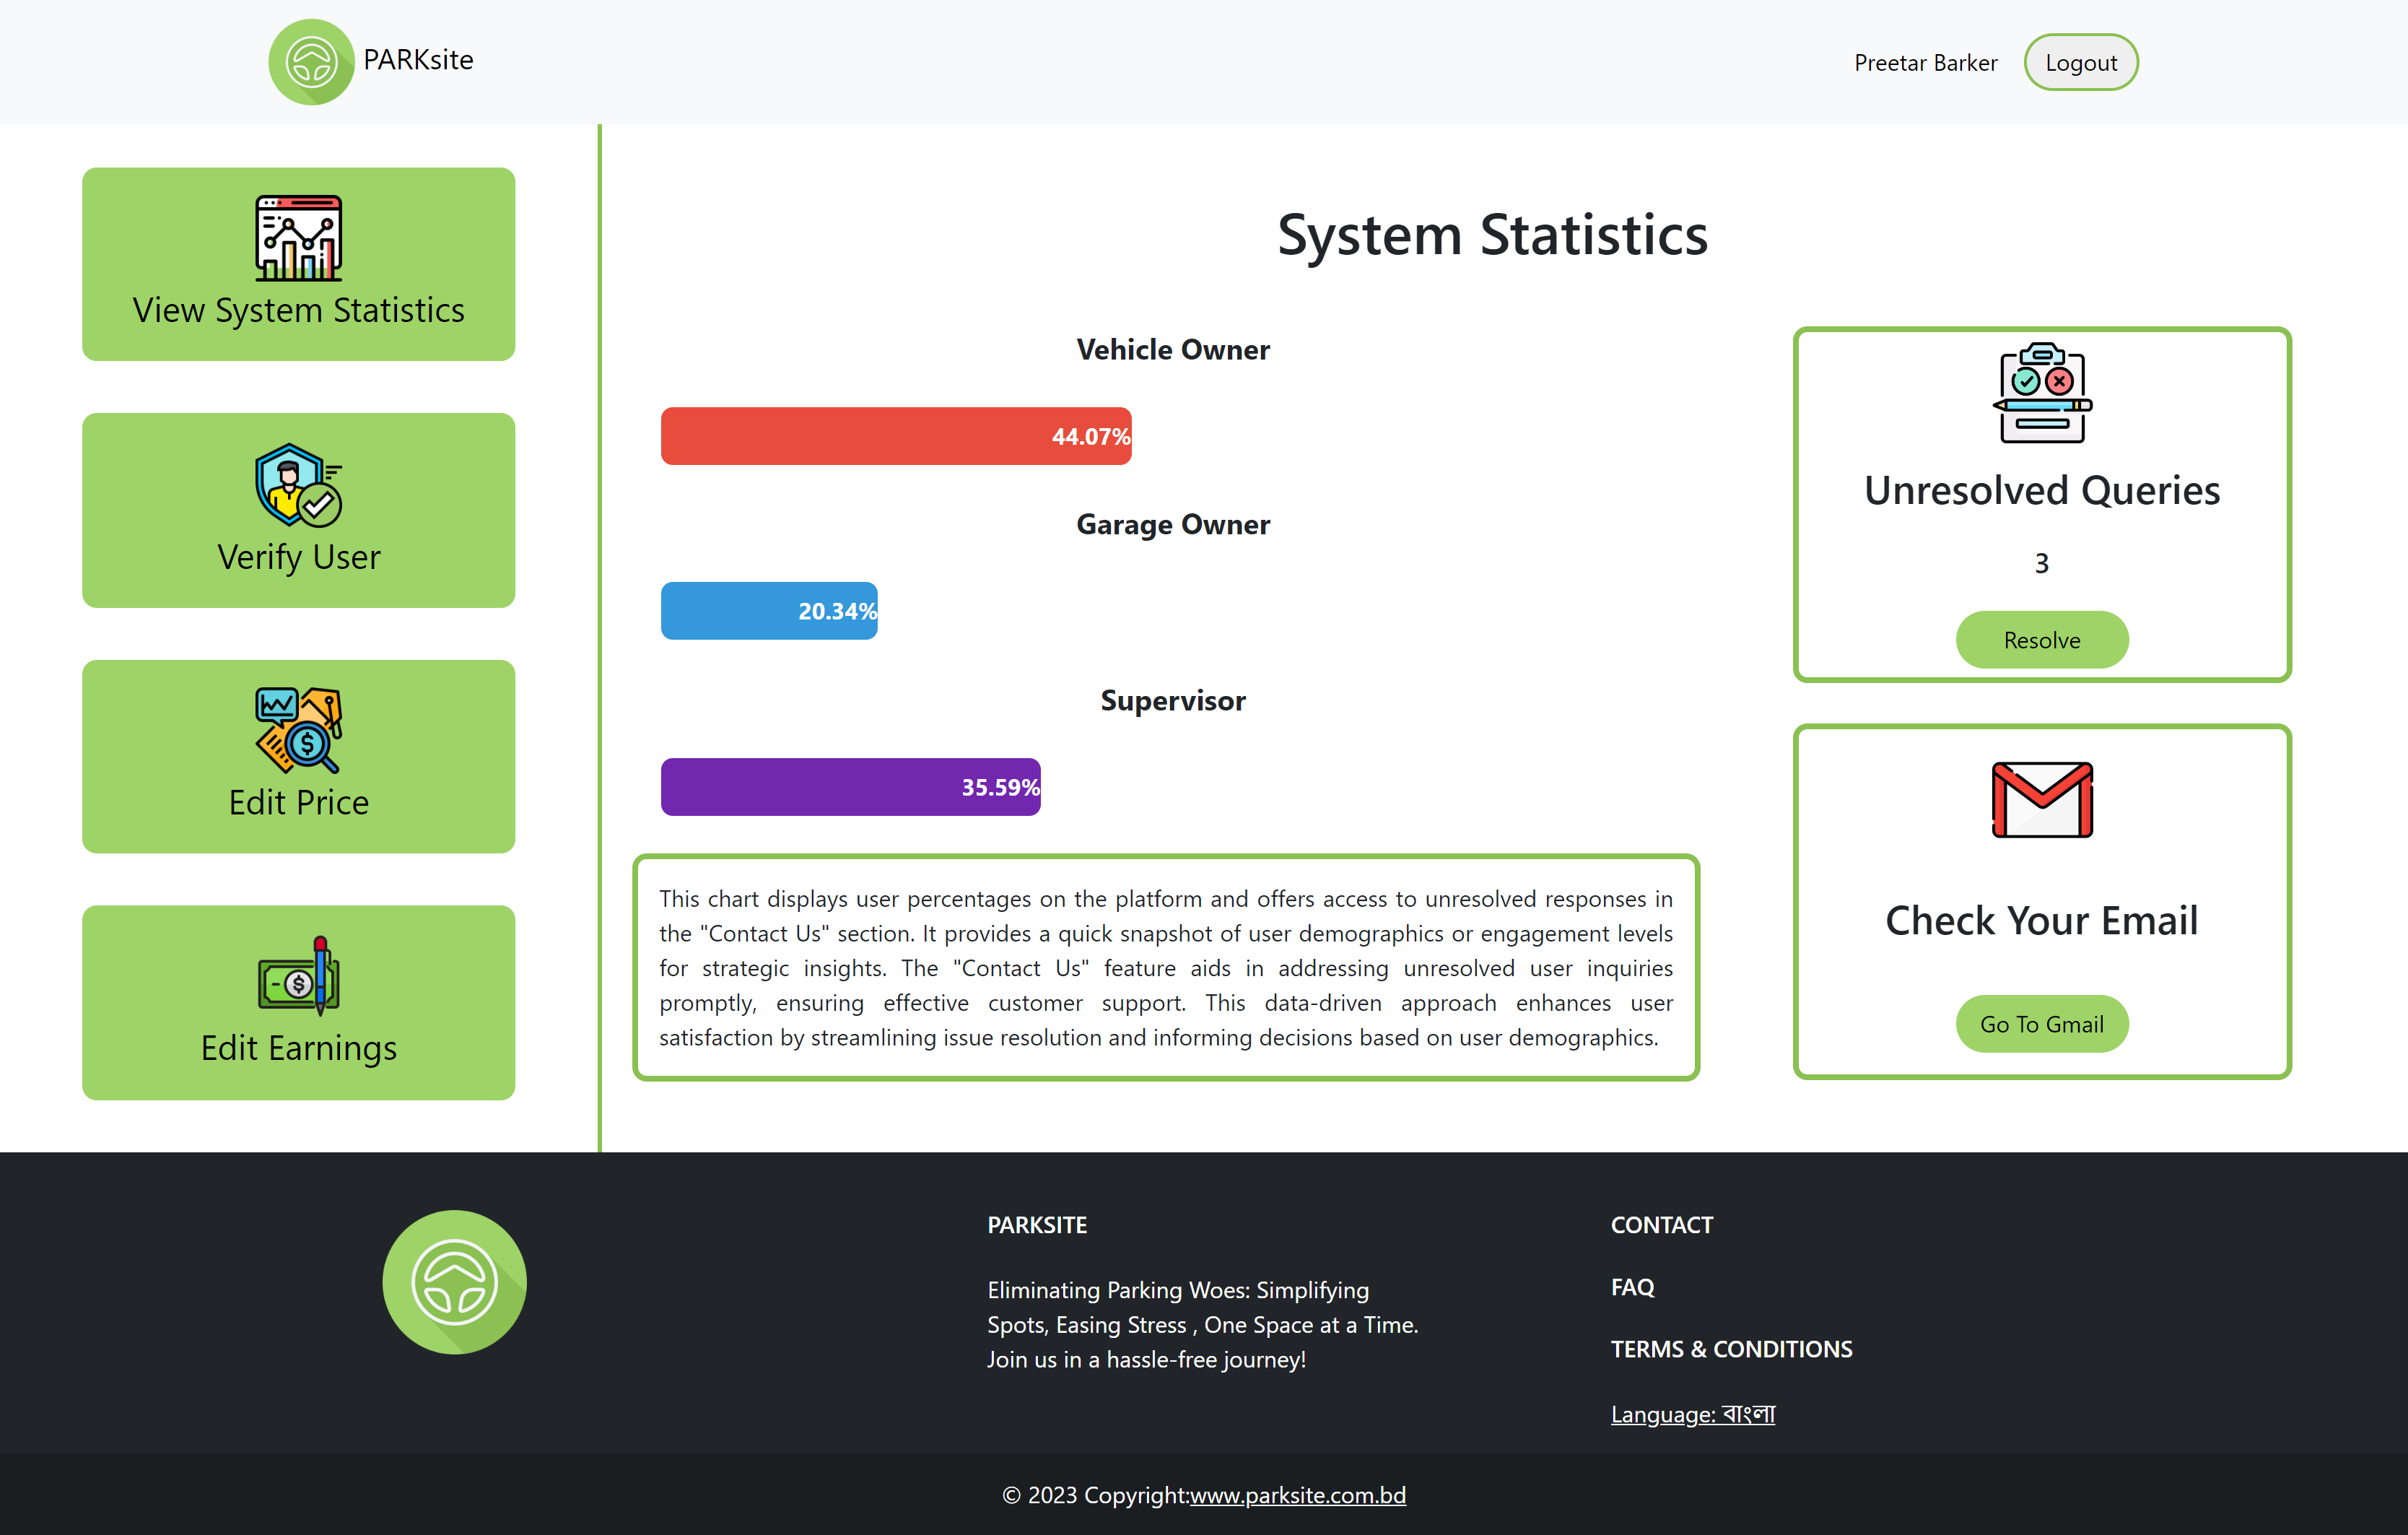 PARKsite
Preetar Barker
Logout
View System Statistics
Verify User
Edit Price
Edit Earnings
System Statistics
Vehicle Owner
44.07%
Garage Owner
20.34%
Supervisor
35.59%
This chart displays user percentages on the platform and offers access to unresolved responses in
the "Contact Us" section. It provides a quick snapshot of user demographics or engagement levels
for strategic insights. The "Contact Us" feature aids in addressing unresolved user inquiries
promptly, ensuring effective customer support. This data-driven approach enhances user
satisfaction by streamlining issue resolution and informing decisions based on user demographics.
Unresolved Queries
3
Resolve
Check Your Email
Go To Gmail
PARKSITE
Eliminating Parking Woes: Simplifying
Spots, Easing Stress , One Space at a Time.
Join us in a hassle-free journey!
CONTACT
FAQ
TERMS & CONDITIONS
Language: বাংলা
© 2023 Copyright:www.parksite.com.bd